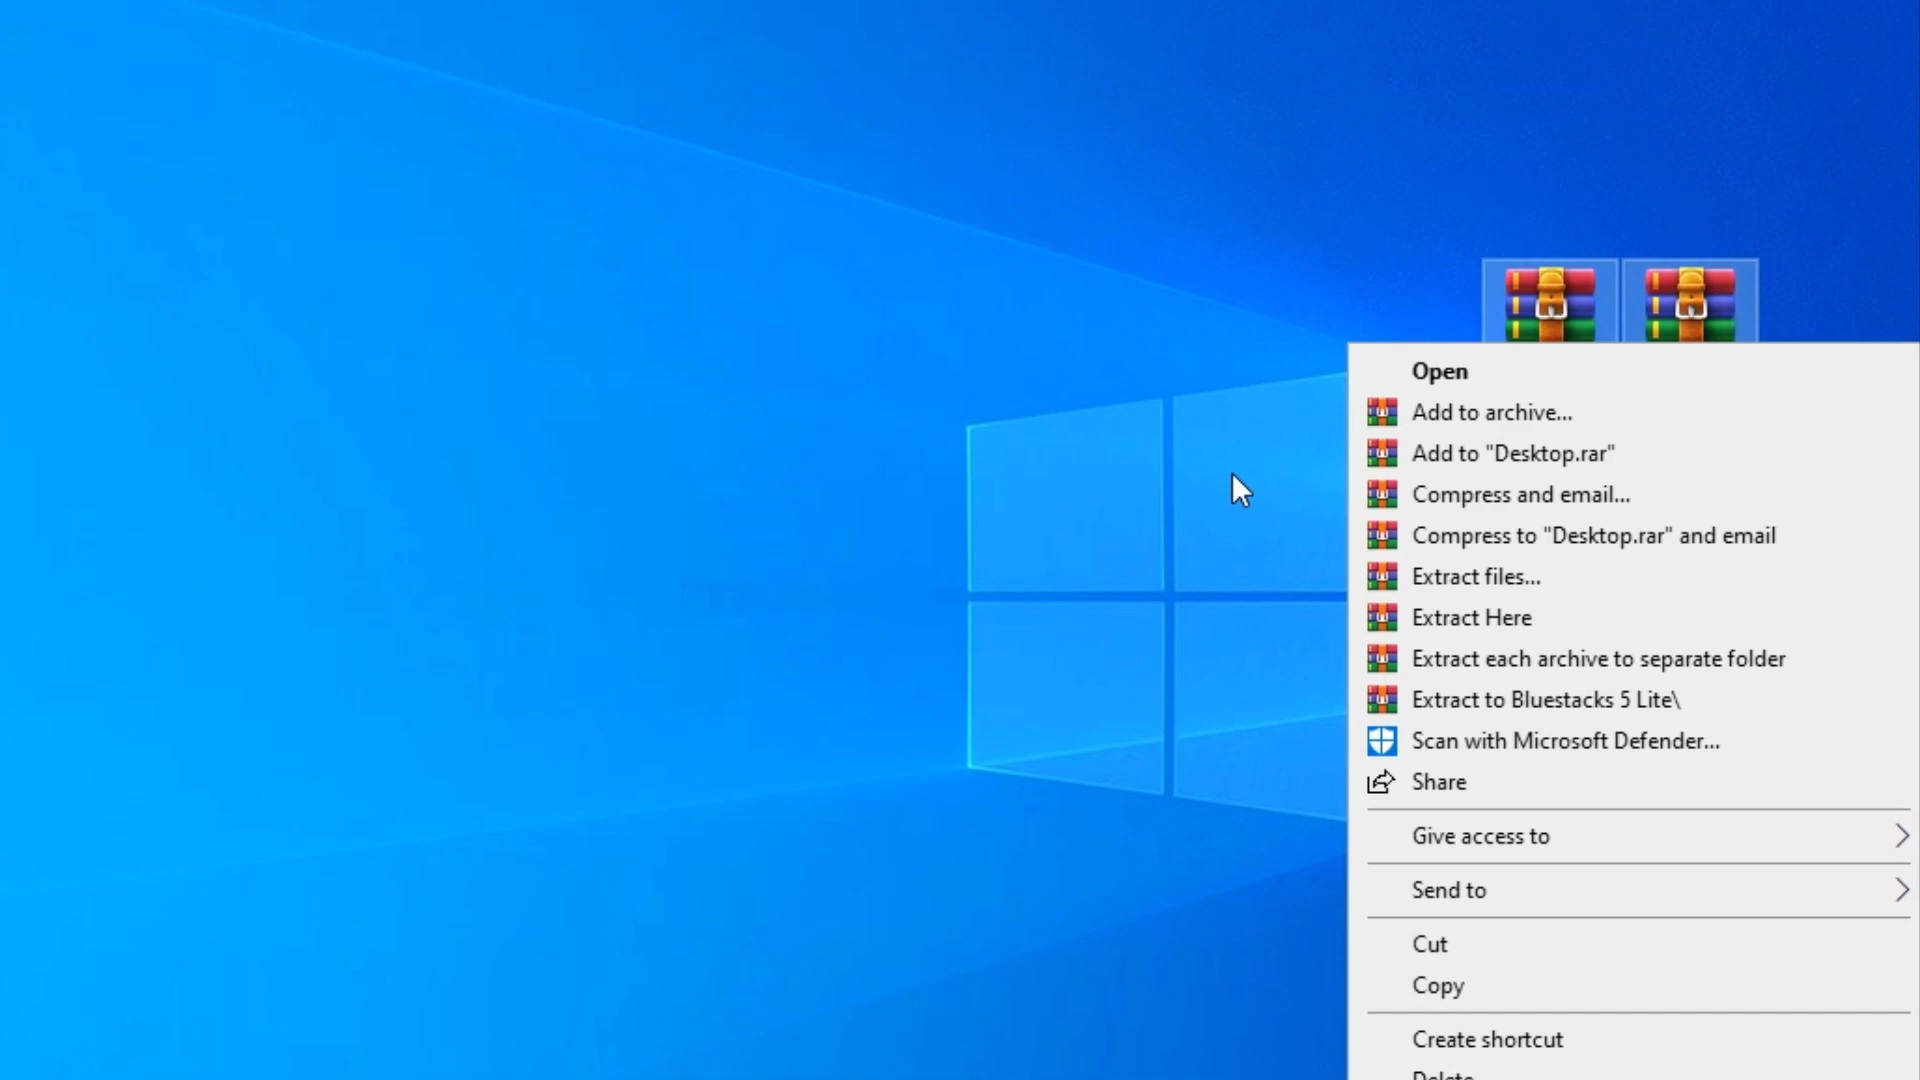 Open
Add to archive...
Add to "Desktop.rar"
Compress and email...
Compress to "Desktop.rar" and email
Extract files...
Extract Here
Extract each archive to separate folder
Extract to Bluestacks 5 Lite\
Scan with Microsoft Defender...
Share
Give access to
Send to
Cut
Copy
Create shortcut
Delete